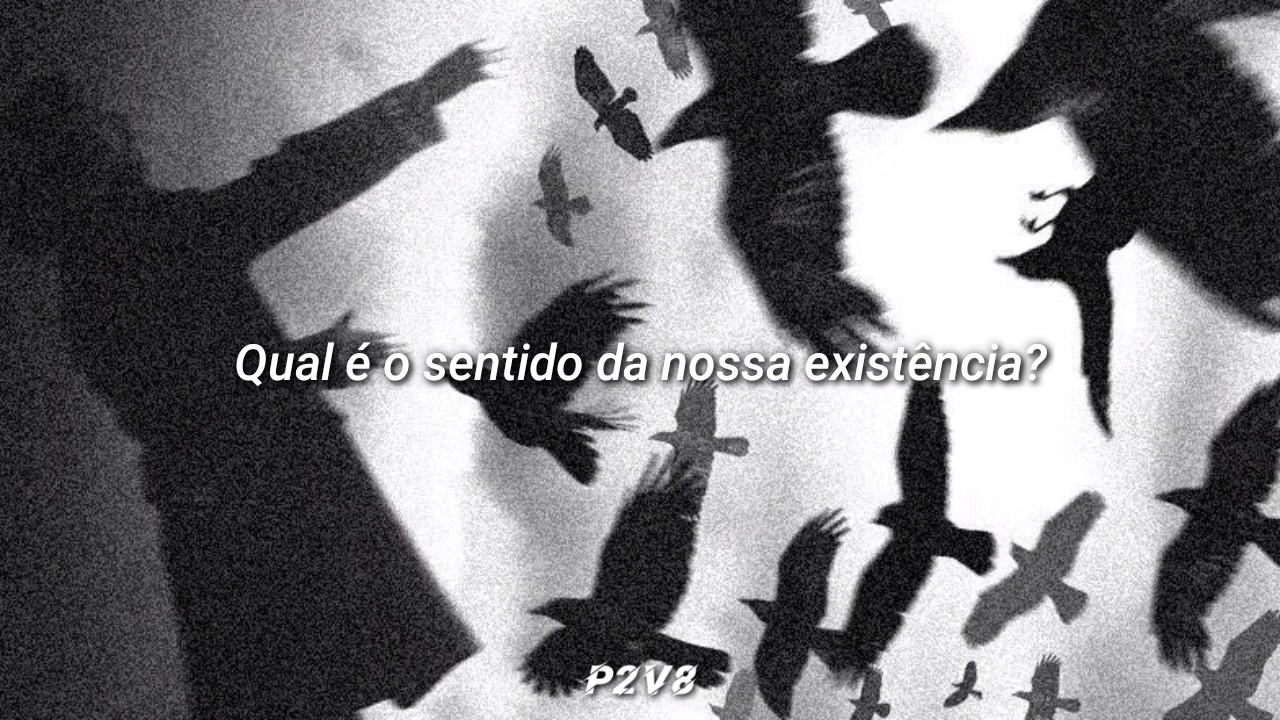 Qual é o sentido da nossa existência?
P2V8